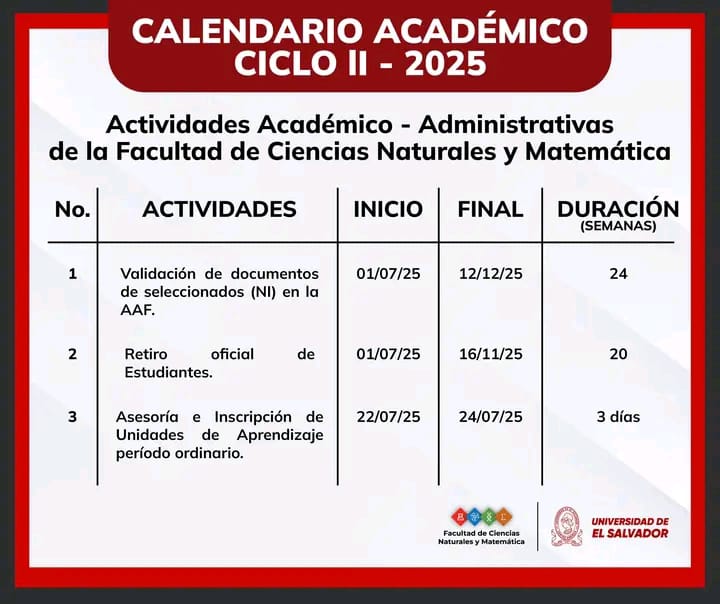 CALENDARIO ACADÉMICO
CICLO II - 2025
Actividades Académico - Administrativas
de la Facultad de Ciencias Naturales y Matemática
No. ACTIVIDADES INICIO FINAL DURACIÓN
(SEMANAS)
1 Validación de documentos 01/07/25 12/12/25 24
de seleccionados (NI) en la
AAF.
2 Retiro oficial de 01/07/25 16/11/25 20
Estudiantes.
3 Asesoría e Inscripción de 22/07/25 24/07/25 3 días
Unidades de Aprendizaje
período ordinario.
Facultad de Ciencias
Naturales y Matemática
UNIVERSIDAD DE
EL SALVADOR